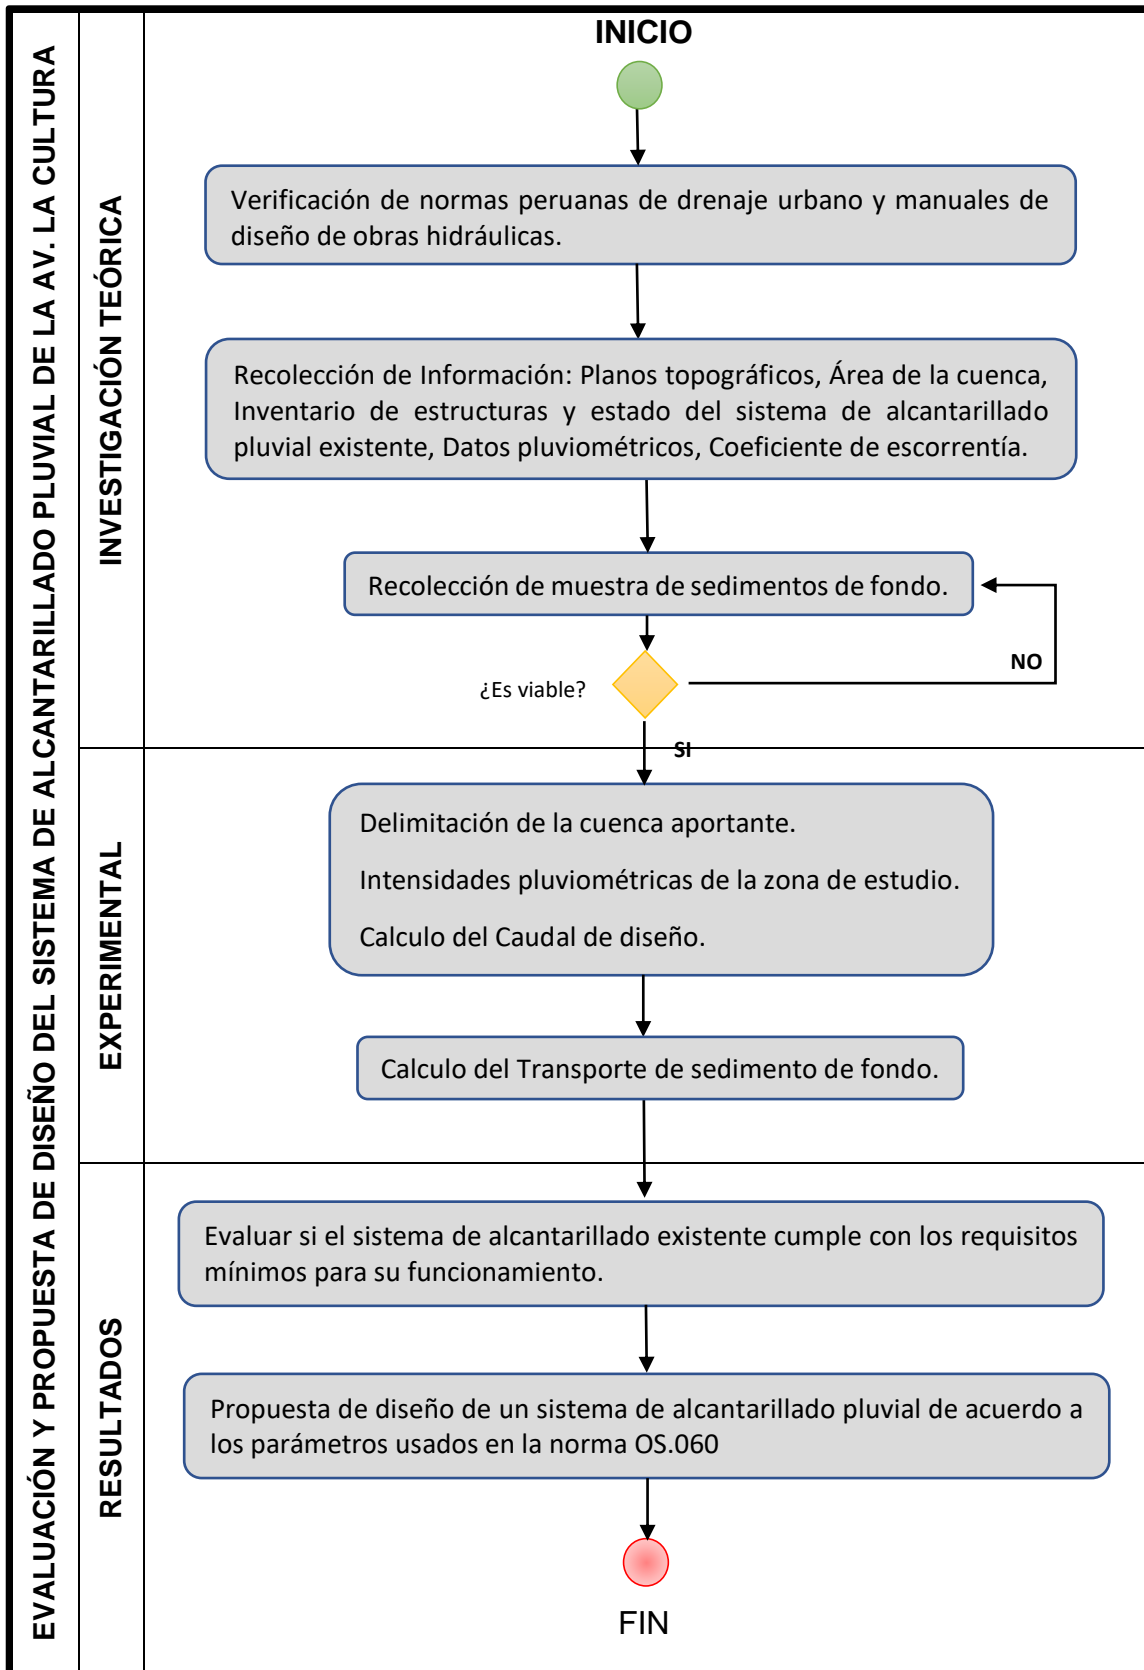 EVALUACIÓN Y PROPUESTA DE DISEÑO DEL SISTEMA DE ALCANTARILLADO PLUVIAL DE LA AV. LA CULTURA
INVESTIGACIÓN TEÓRICA
INICIO
Verificación de normas peruanas de drenaje urbano y manuales de
diseño de obras hidráulicas.
Recolección de Información: Planos topográficos, Área de la cuenca,
Inventario de estructuras y estado del sistema de alcantarillado
pluvial existente, Datos pluviométricos, Coeficiente de escorrentía.
Recolección de muestra de sedimentos de fondo.
NO
¿Es viable?
SI
EXPERIMENTAL
Delimitación de la cuenca aportante.
Intensidades pluviométricas de la zona de estudio.
Calculo del Caudal de diseño.
Calculo del Transporte de sedimento de fondo.
RESULTADOS
Evaluar si el sistema de alcantarillado existente cumple con los requisitos
mínimos para su funcionamiento.
Propuesta de diseño de un sistema de alcantarillado pluvial de acuerdo a
los parámetros usados en la norma OS.060
FIN